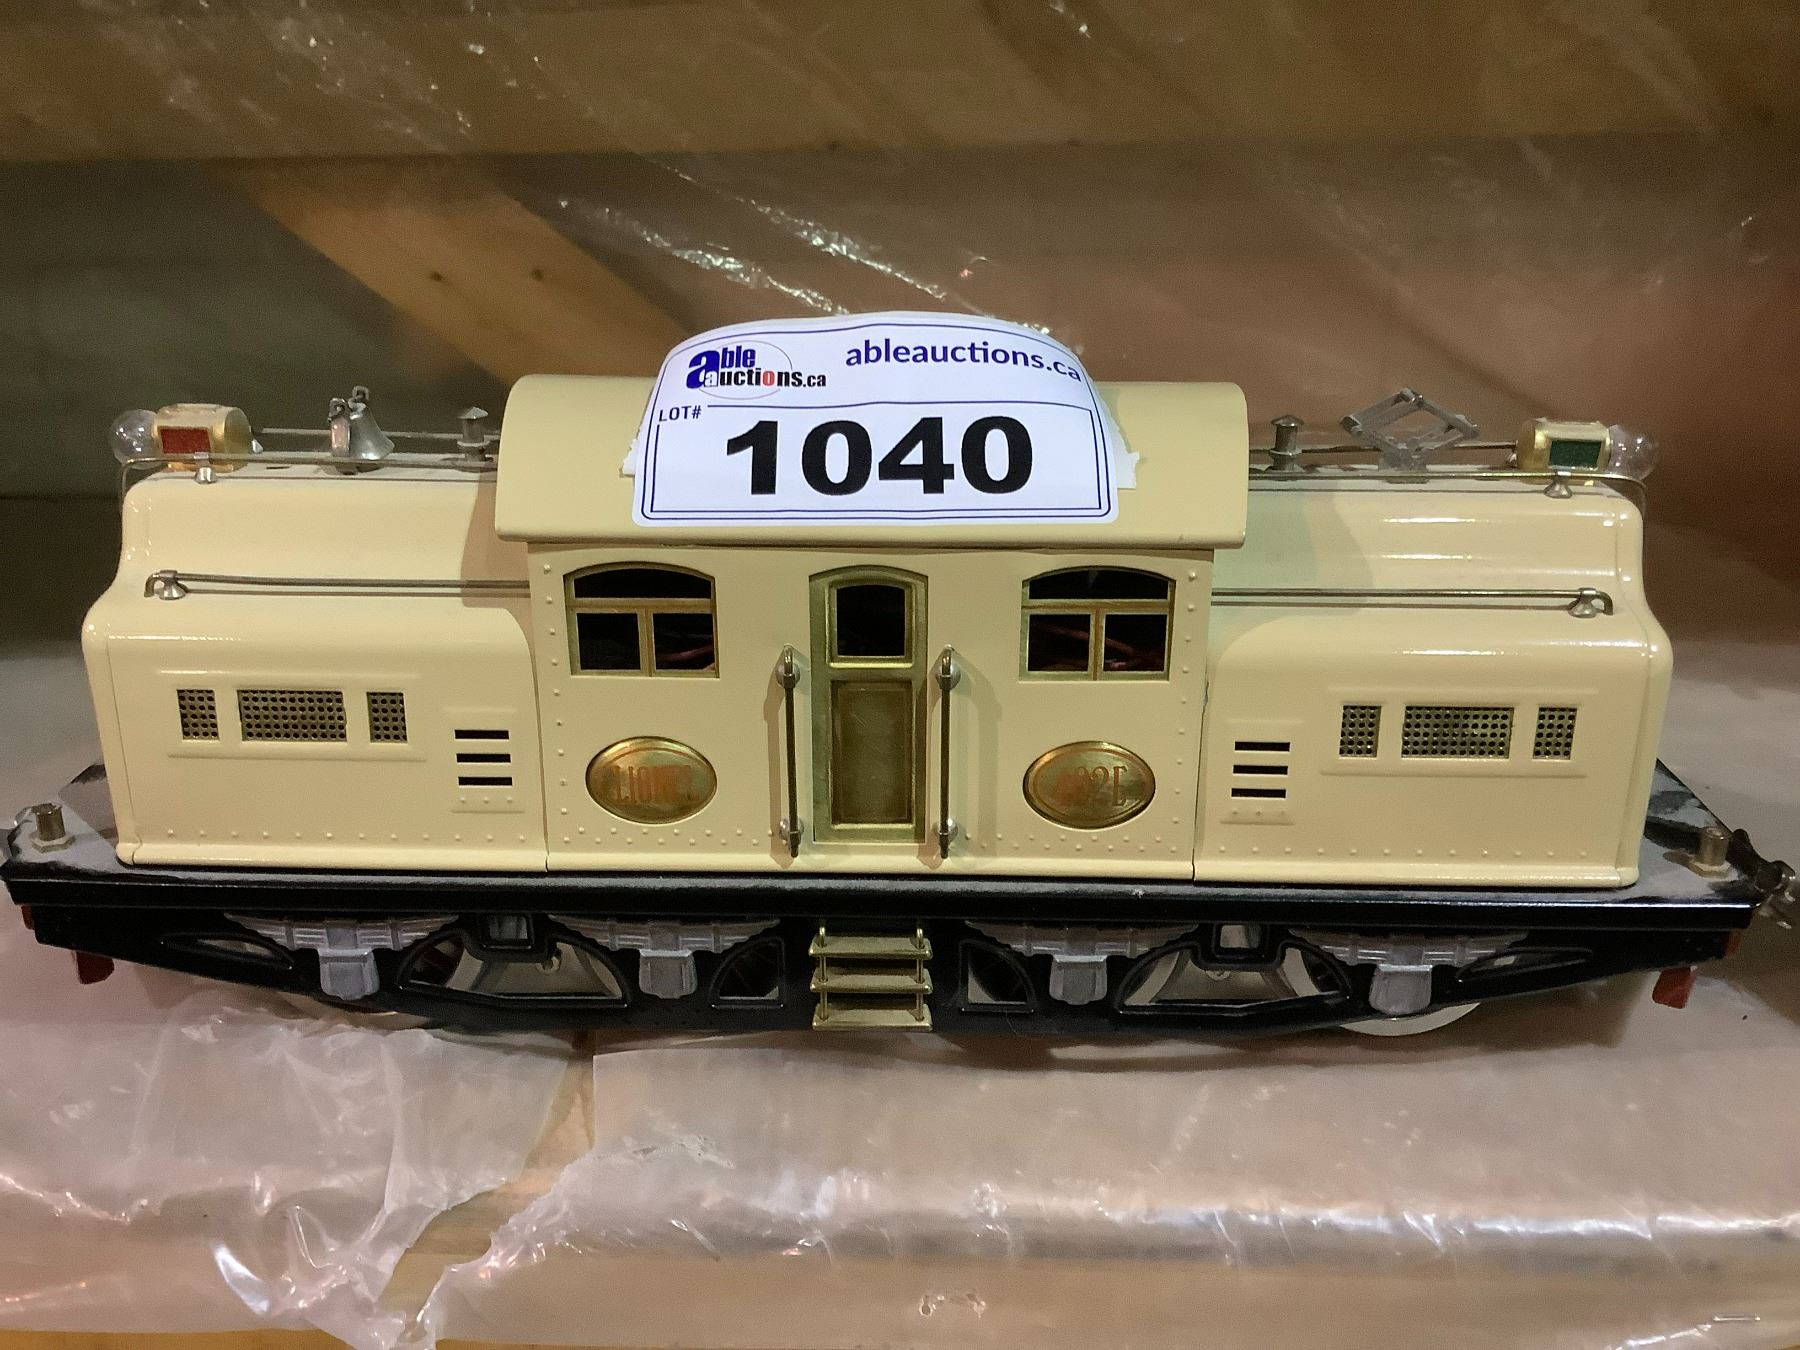 able auctions.ca
ableauctions.ca
LOT#
1040
LIONEL
402E